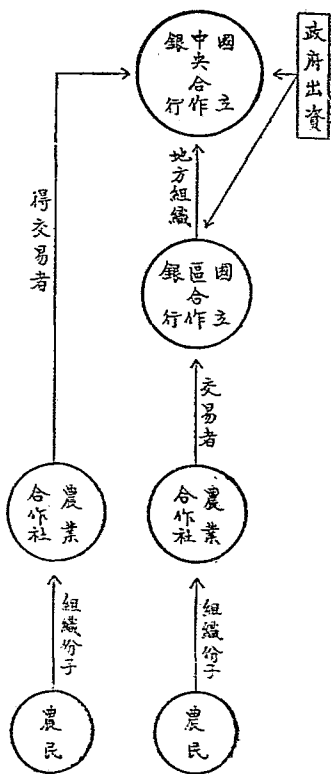 政府出資
國立
中央合作
銀行
地方組織
得交易者
國立
區合作
銀行
交易者
農業
合作社
農業
合作社
組織份子
組織份子
農民
農民